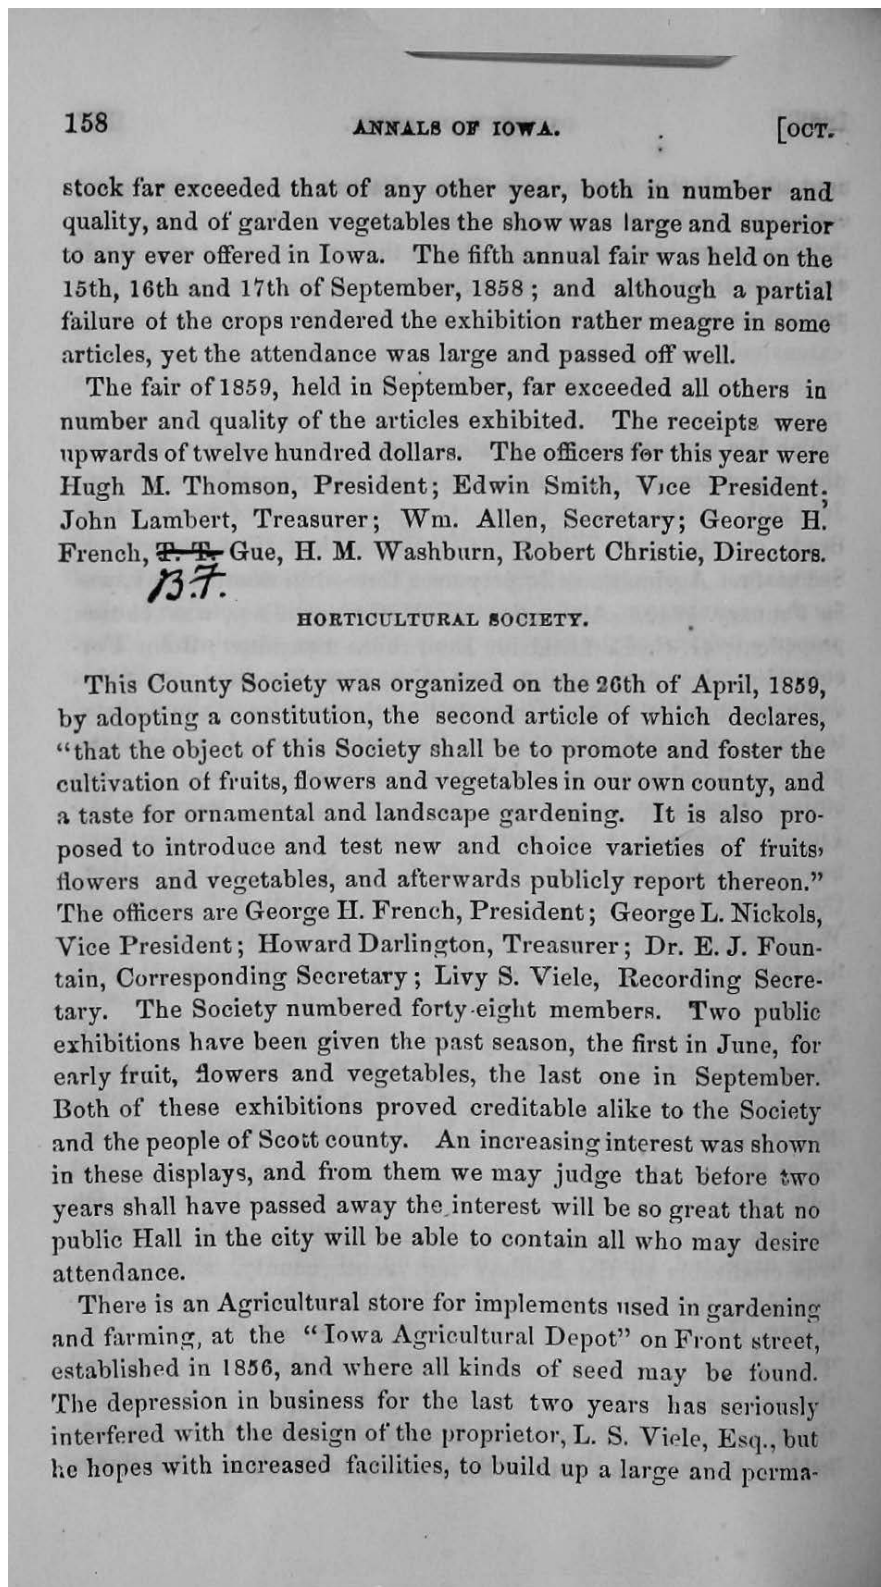 158 ANNALS OF IOWA. [OCT.
stock far exceeded that of any other year, both in number and
quality, and of garden vegetables the show was large and superior
to any ever offered in Iowa. The fifth annual fair was held on the
15th, 16th and 17th of September, 1858 ; and although a partial
failure of the crops rendered the exhibition rather meagre in some
articles, yet the attendance was large and passed off well.
The fair of 1859, held in September, far exceeded all others in
number and quality of the articles exhibited. The receipts were
upwards of twelve hundred dollars. The officers for this year were
Hugh M. Thomson, President; Edwin Smith, Vice President;
John Lambert, Treasurer; Wm. Allen, Secretary; George H.
French, T. T. Gue, H. M. Washburn, Robert Christie, Directors.
B.F.
HORTICULTURAL SOCIETY.
This County Society was organized on the 26th of April, 1859,
by adopting a constitution, the second article of which declares,
"that the object of this Society shall be to promote and foster the
cultivation of fruits, flowers and vegetables in our own county, and
a taste for ornamental and landscape gardening. It is also pro-
posed to introduce and test new and choice varieties of fruits,
flowers and vegetables, and afterwards publicly report thereon."
The officers are George H. French, President; George L. Nickols,
Vice President; Howard Darlington, Treasurer; Dr. E. J. Foun-
tain, Corresponding Secretary; Livy S. Viele, Recording Secre-
tary. The Society numbered forty-eight members. Two public
exhibitions have been given the past season, the first in June, for
early fruit, flowers and vegetables, the last one in September.
Both of these exhibitions proved creditable alike to the Society
and the people of Scott county. An increasing interest was shown
in these displays, and from them we may judge that before two
years shall have passed away the interest will be so great that no
public Hall in the city will be able to contain all who may desire
attendance.
There is an Agricultural store for implements used in gardening
and farming, at the "Iowa Agricultural Depot" on Front street,
established in 1856, and where all kinds of seed may be found.
The depression in business for the last two years has seriously
interfered with the design of the proprietor, L. S. Viele, Esq., but
he hopes with increased facilities, to build up a large and perma-